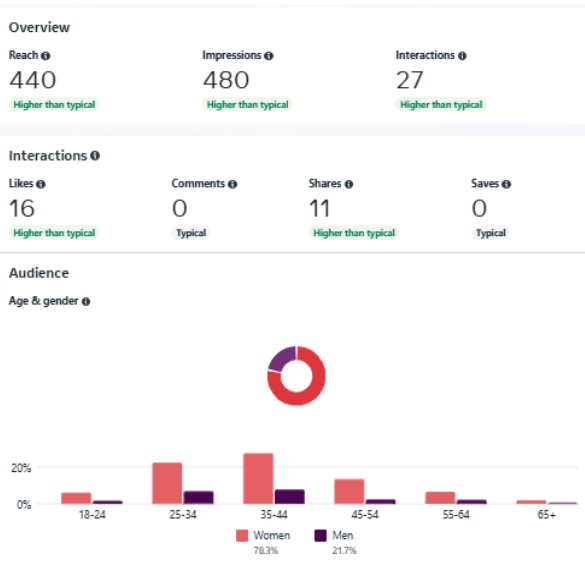 Overview
Reach Impressions Interactions
440 480 27
Higher than typical Higher than typical Higher than typical
Interactions
Likes Comments Shares Saves
16 0 11 0
Higher than typical Typical Higher than typical Typical
Audience
Age & gender
20%
0%
18-24 25-34 35-44 45-54 55-64 65+
Women Men
78.3% 21.7%